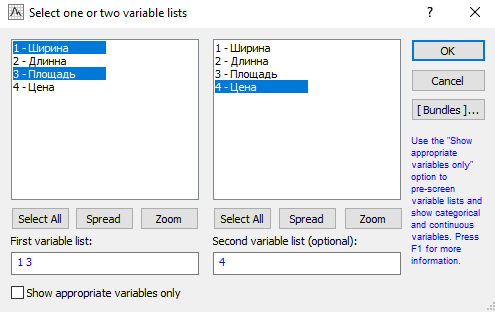 Select one or two variable lists
?
1 - Ширина
2 - Длинна
3 - Площадь
4 - Цена
1 - Ширина
2 - Длинна
3 - Площадь
4 - Цена
OK
Cancel
[ Bundles ]...
Use the "Show
appropriate
variables only"
option to
pre-screen
variable lists and
show categorical
and continuous
variables. Press
F1 for more
information.
Select All
Spread
Zoom
Select All
Spread
Zoom
First variable list:
1 3
Second variable list (optional):
4
Show appropriate variables only